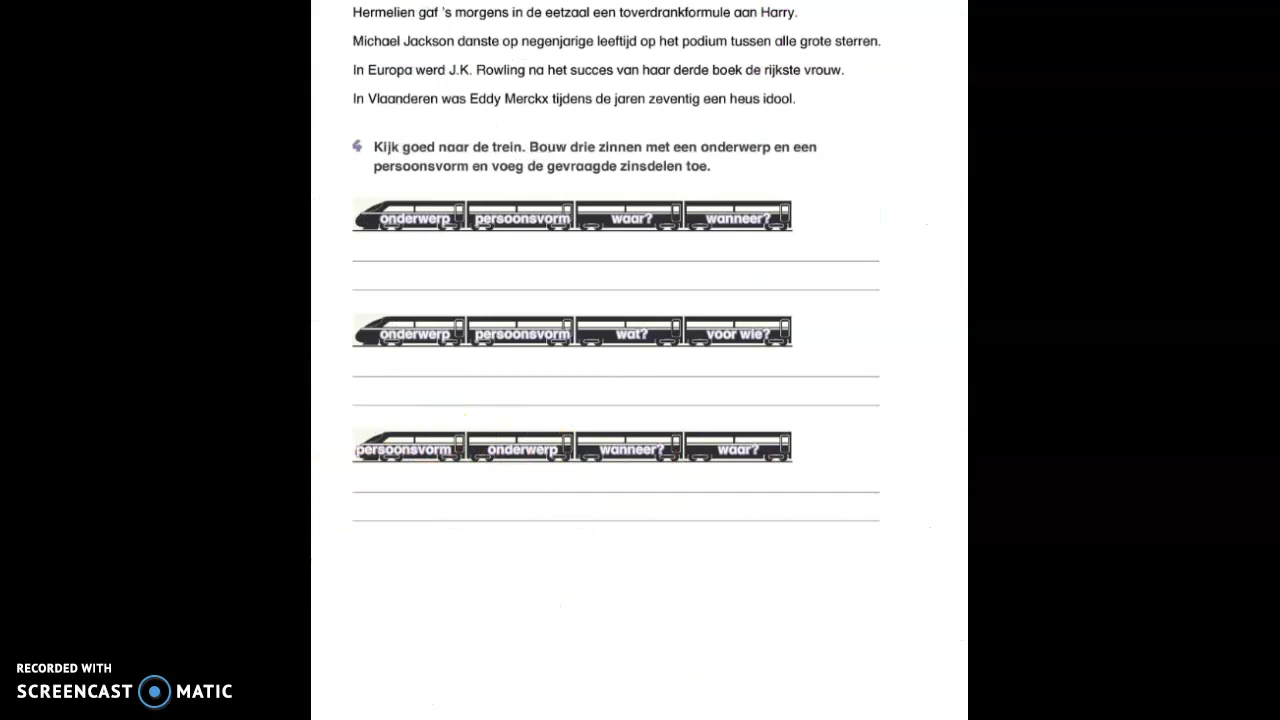 Hermelien gaf 's morgens in de eetzaal een toverdrankformule aan Harry.
Michael Jackson danste op negenjarige leeftijd op het podium tussen alle grote sterren.
In Europa werd J.K. Rowling na het succes van haar derde boek de rijkste vrouw.
In Vlaanderen was Eddy Merckx tijdens de jaren zeventig een heus idool.
4 Kijk goed naar de trein. Bouw drie zinnen met een onderwerp en een
persoonsvorm en voeg de gevraagde zinsdelen toe.
onderwerp persoonsvorm waar? wanneer?
onderwerp persoonsvorm wat? voor wie?
persoonsvorm onderwerp wanneer? waar?
RECORDED WITH
SCREENCAST MATIC